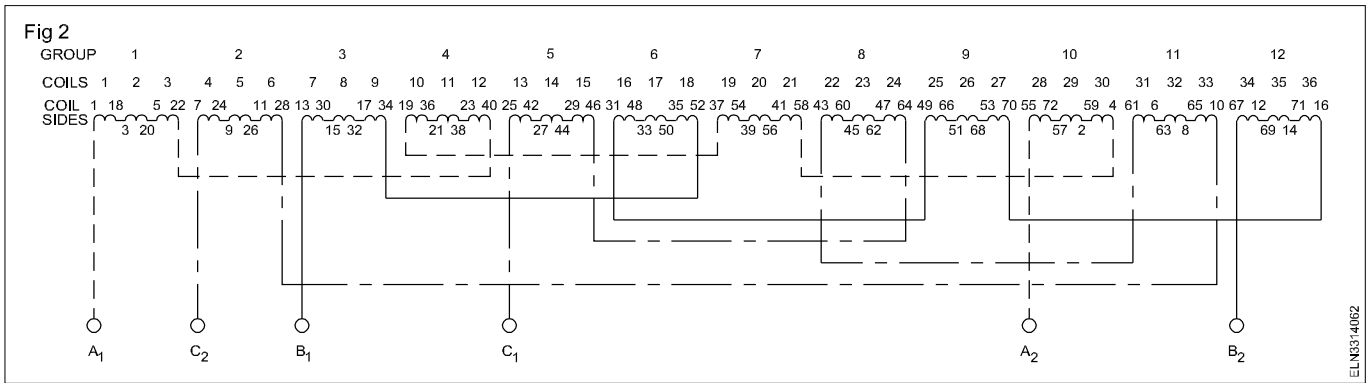 Fig 2
GROUP 1 2 3 4 5 6 7 8 9 10 11 12
COILS 1 2 3 4 5 6 7 8 9 10 11 12 13 14 15 16 17 18 19 20 21 22 23 24 25 26 27 28 29 30 31 32 33 34 35 36
COIL SIDES 1 18 5 22 7 24 11 28 13 30 17 34 19 36 23 40 25 42 29 46 31 48 35 52 37 54 41 58 43 60 47 64 49 66 53 70 55 72 59 4 61 6 65 10 67 12 71 16
3 20 9 26 15 32 21 38 27 44 33 50 39 56 45 62 51 68 57 2 63 8 69 14
A1 C2 B1 C1 A2 B2
ELN3314062